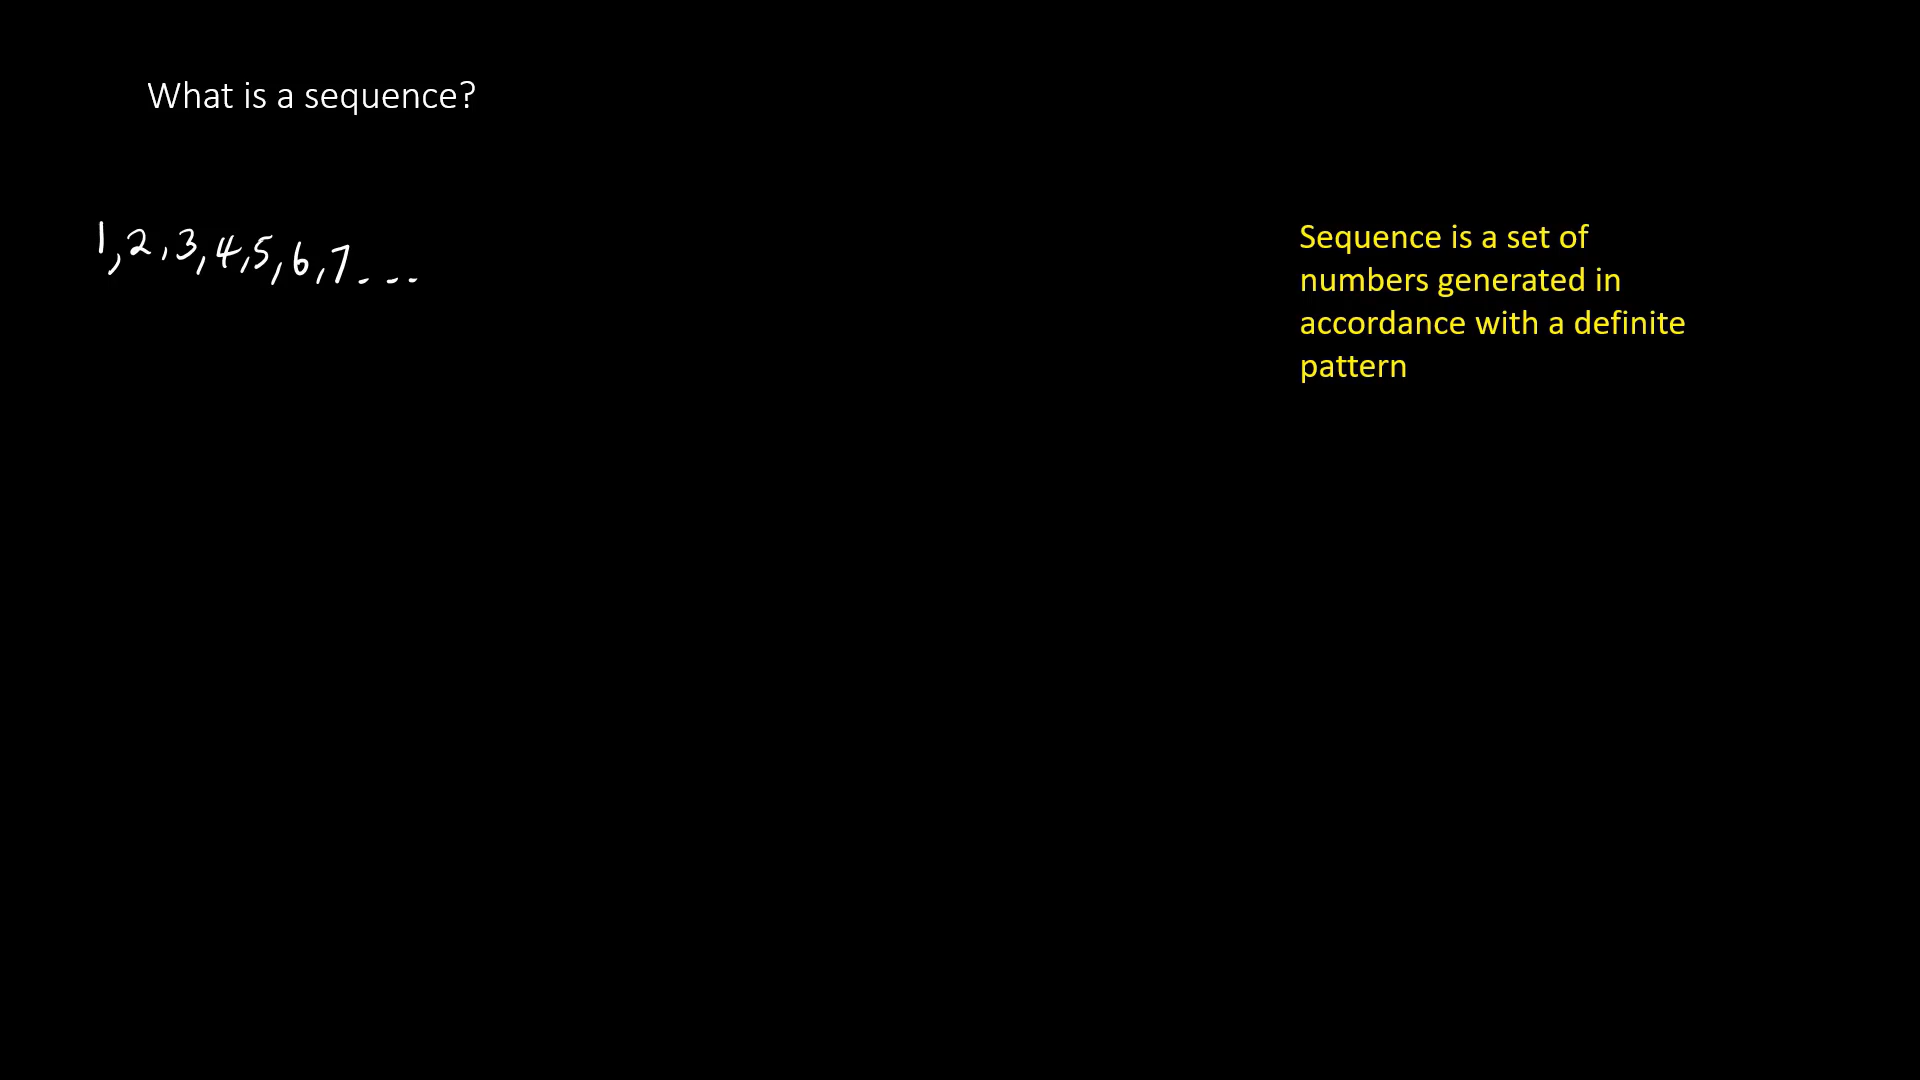 What is a sequence?
1,2,3,4,5,6,7...
Sequence is a set of
numbers generated in
accordance with a definite
pattern